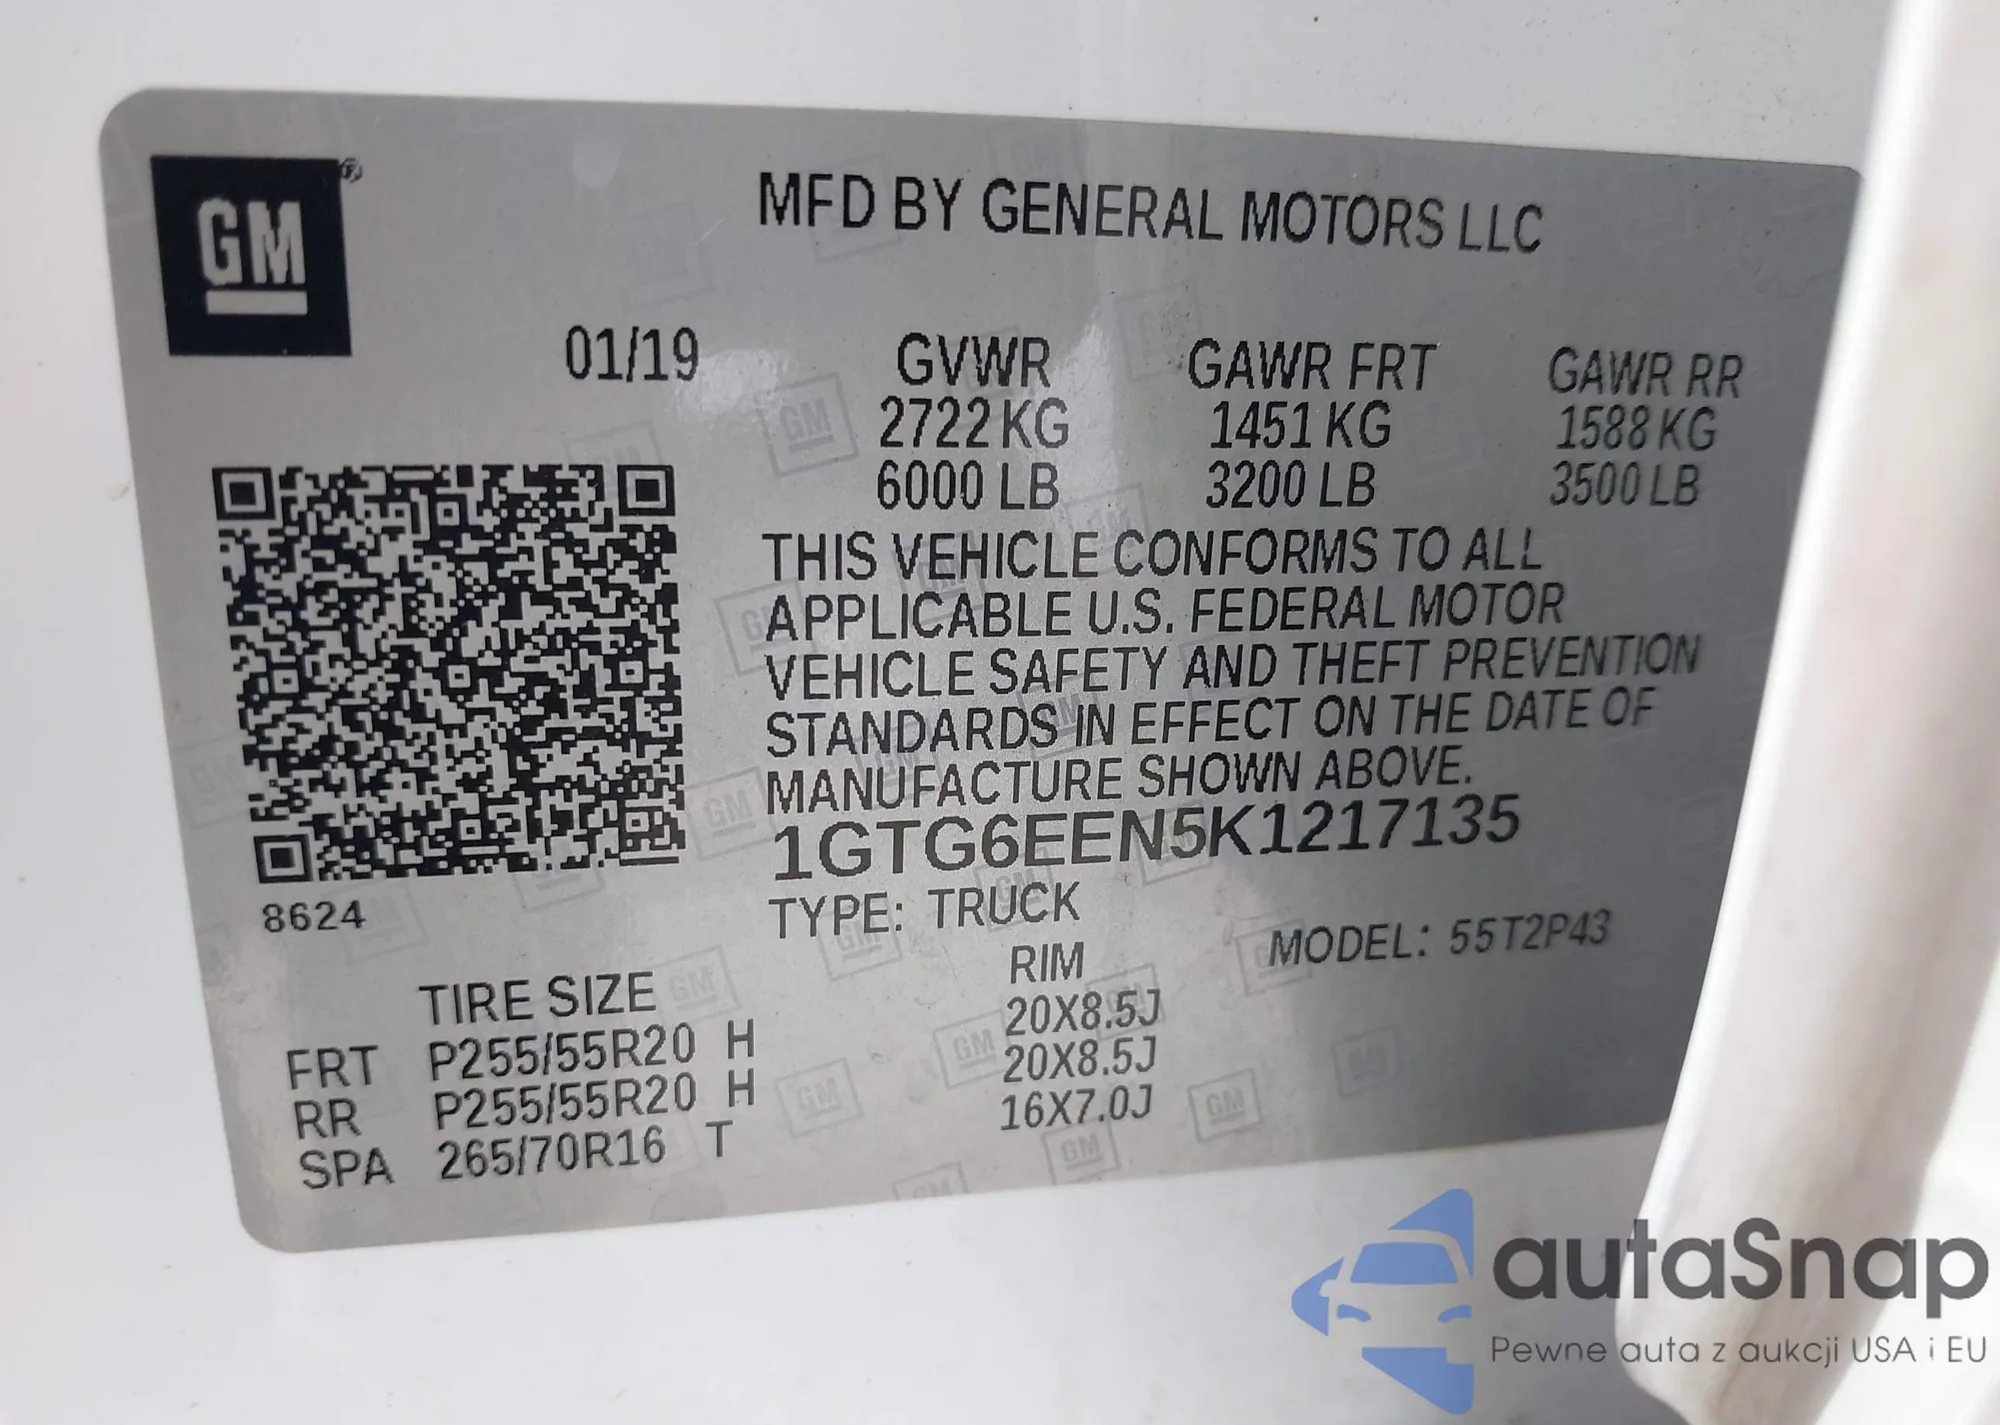 GM ®
MFD BY GENERAL MOTORS LLC
01/19 GVWR GAWR FRT GAWR RR
2722 KG 1451 KG 1588 KG
6000 LB 3200 LB 3500 LB
THIS VEHICLE CONFORMS TO ALL
APPLICABLE U.S. FEDERAL MOTOR
VEHICLE SAFETY AND THEFT PREVENTION
STANDARDS IN EFFECT ON THE DATE OF
MANUFACTURE SHOWN ABOVE.
1GTG6EEN5K1217135
8624
TYPE: TRUCK MODEL: 55T2P43
TIRE SIZE RIM
FRT P255/55R20 H 20X8.5J
RR P255/55R20 H 20X8.5J
SPA 265/70R16 T 16X7.0J
autaSnap
Pewne auta z aukcji USA i EU